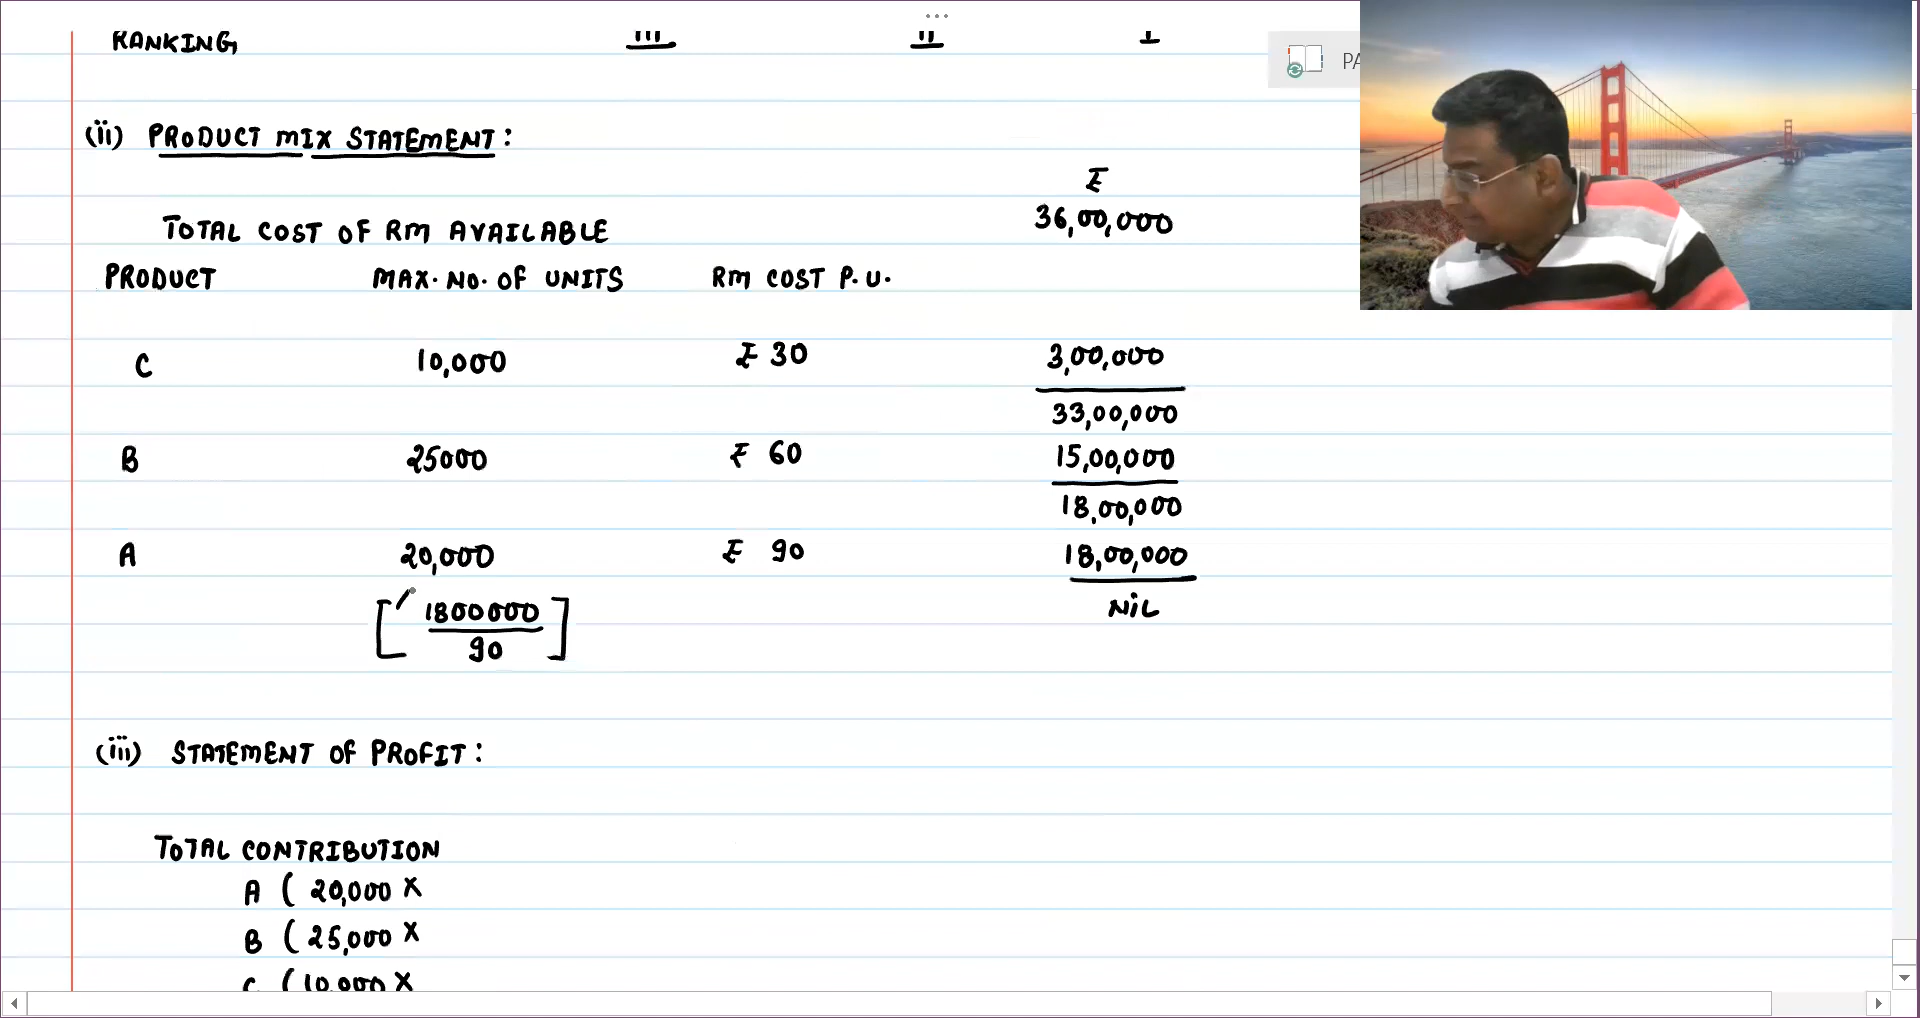 RANKING III II I
PA
(ii) PRODUCT MIX STATEMENT:
₹
TOTAL COST OF RM AVAILABLE 36,00,000
PRODUCT MAX. NO. OF UNITS RM COST P.U.
C 10,000 ₹ 30 3,00,000
33,00,000
B 25000 ₹ 60 15,00,000
18,00,000
A 20,000 ₹ 90 18,00,000
[ 1800000 / 90 ] NIL
(iii) STATEMENT OF PROFIT:
TOTAL CONTRIBUTION
A ( 20,000 X
B ( 25,000 X
C ( 10,000 X